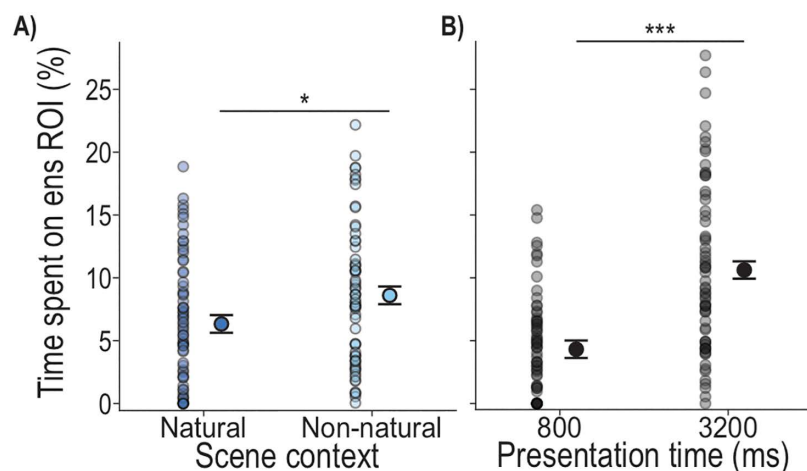 A)
B)
Time spent on ens ROI (%)
25
20
15
10
5
0
*
***
Natural
Non-natural
Scene context
800
3200
Presentation time (ms)